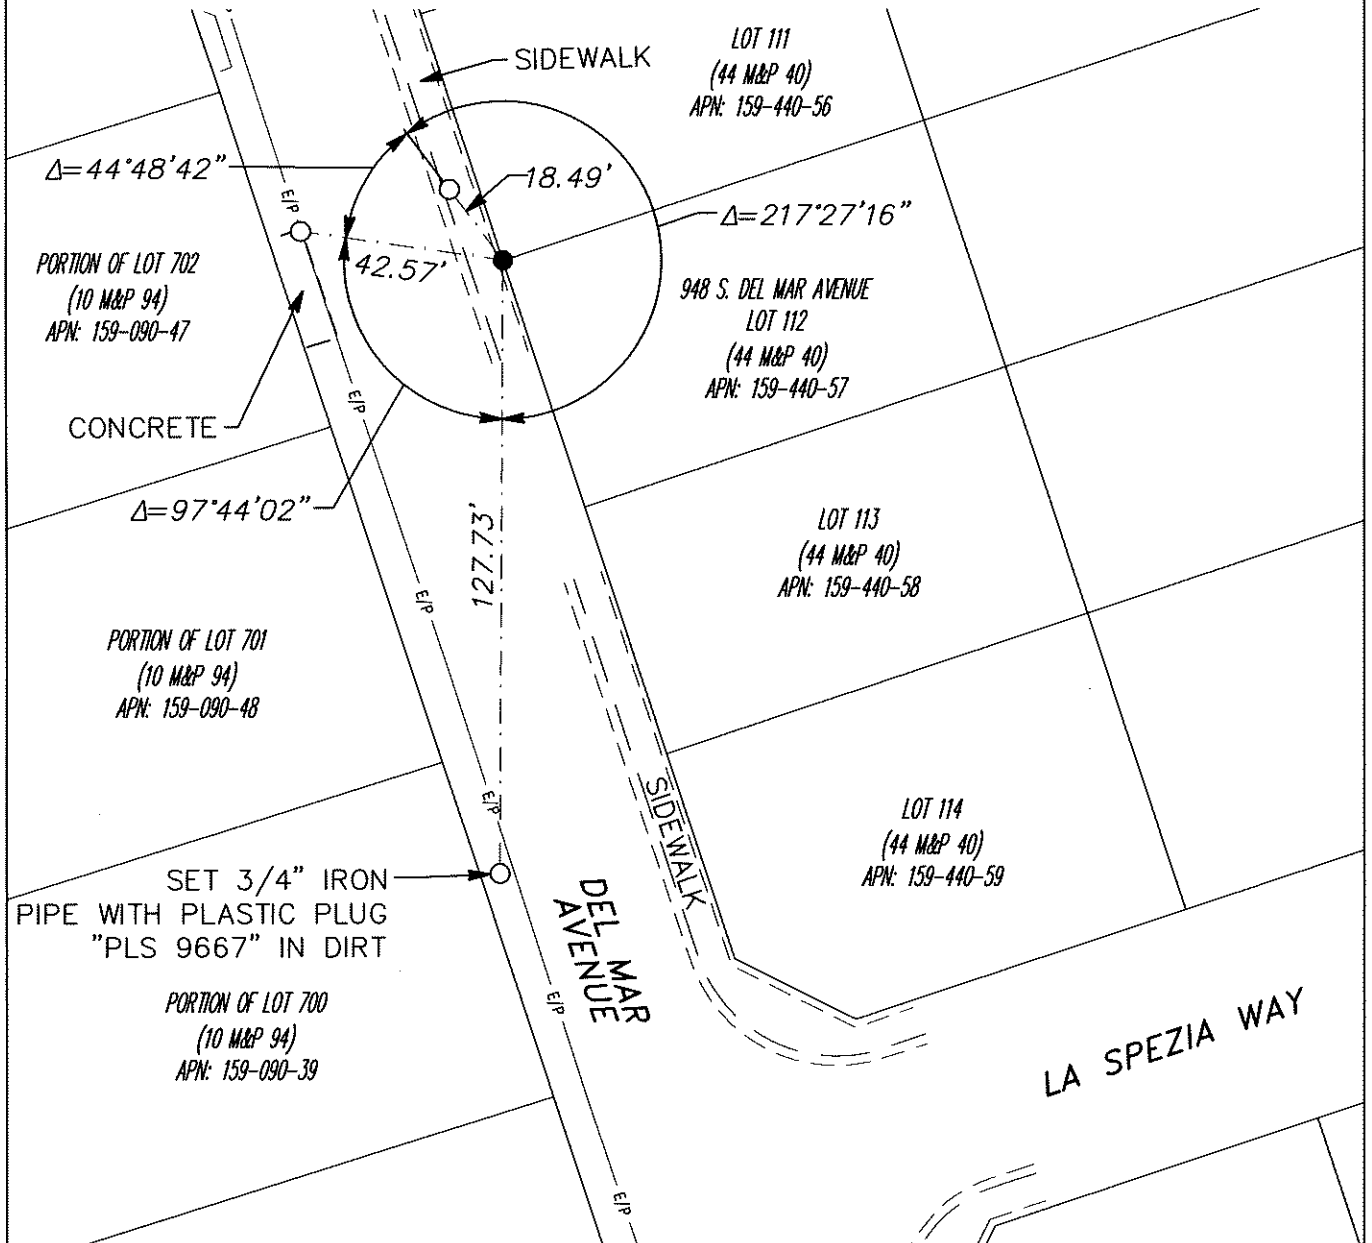 SIDEWALK
LOT 111
(44 M&P 40)
APN: 159-440-56
Δ=44°48'42"
18.49'
Δ=217°27'16"
E/P
42.57'
PORTION OF LOT 702
(10 M&P 94)
APN: 159-090-47
948 S. DEL MAR AVENUE
LOT 112
(44 M&P 40)
APN: 159-440-57
E/P
CONCRETE
Δ=97°44'02"
127.73'
LOT 113
(44 M&P 40)
APN: 159-440-58
E/P
PORTION OF LOT 701
(10 M&P 94)
APN: 159-090-48
E/P
SIDEWALK
LOT 114
(44 M&P 40)
APN: 159-440-59
SET 3/4" IRON
PIPE WITH PLASTIC PLUG
"PLS 9667" IN DIRT
DEL MAR
AVENUE
E/P
PORTION OF LOT 700
(10 M&P 94)
APN: 159-090-39
LA SPEZIA WAY
E/P